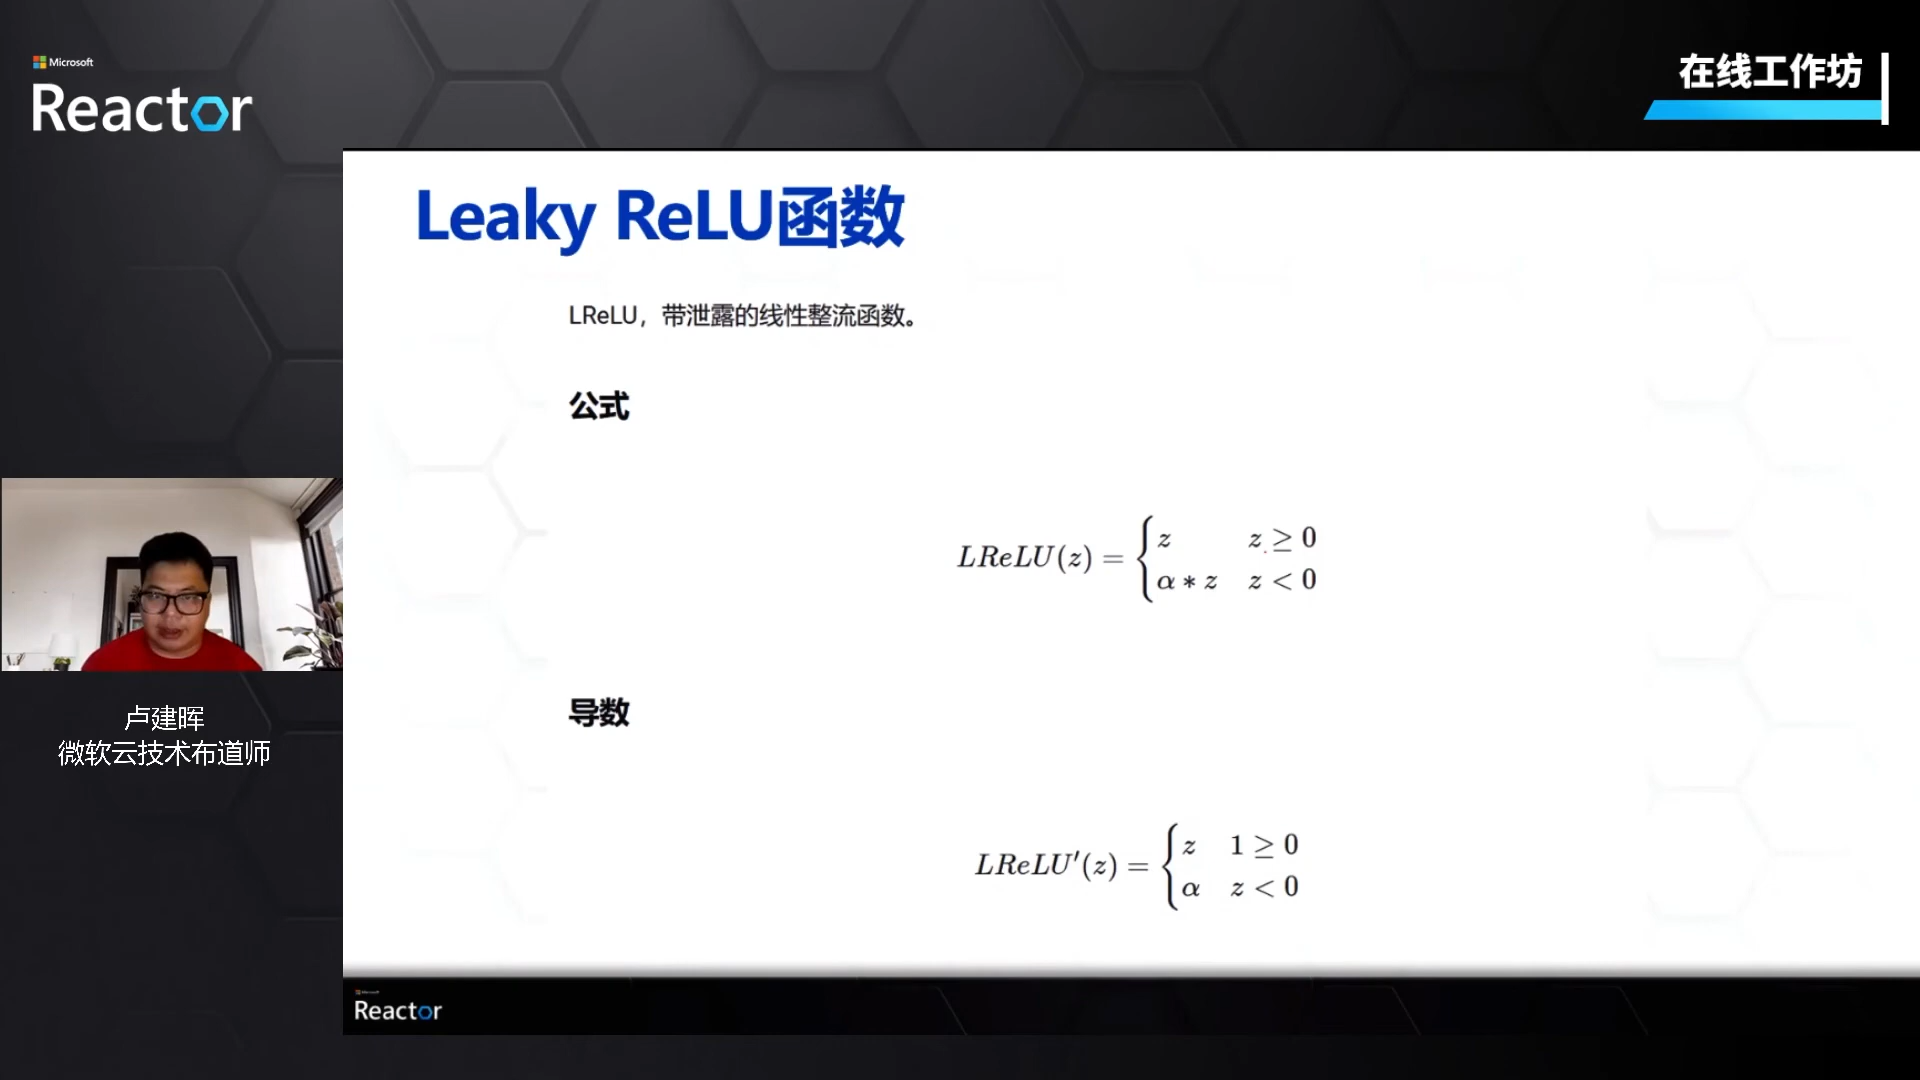 Microsoft
Reactor
在线工作坊
Leaky ReLU函数
LReLU，带泄露的线性整流函数。
公式
LReLU(z) = { z z ≥ 0
α * z z < 0
导数
LReLU′(z) = { z 1 ≥ 0
α z < 0
卢建晖
微软云技术布道师
Microsoft
Reactor